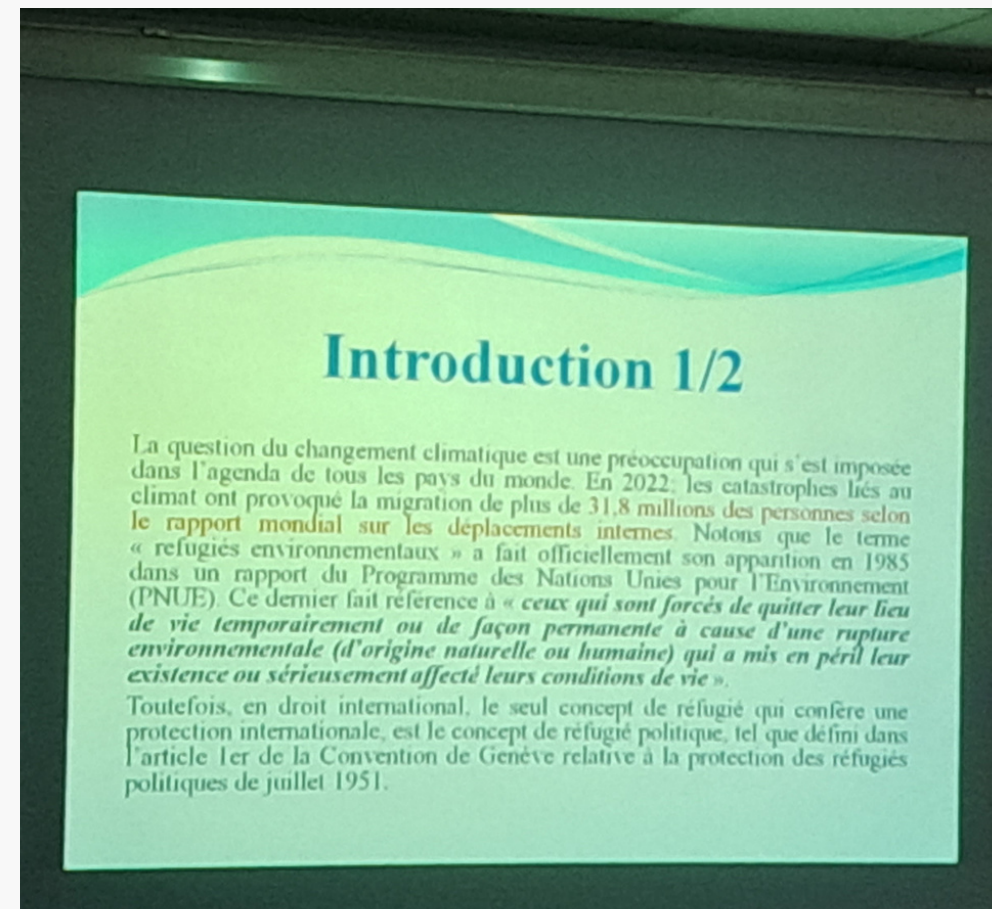 Introduction 1/2
La question du changement climatique est une préoccupation qui s'est imposée
dans l'agenda de tous les pays du monde. En 2022, les catastrophes liés au
climat ont provoqué la migration de plus de 31,8 millions des personnes selon
le rapport mondial sur les déplacements internes. Notons que le terme
« refugiés environnementaux » a fait officiellement son apparition en 1985
dans un rapport du Programme des Nations Unies pour l'Environnement
(PNUE). Ce dernier fait référence à « ceux qui sont forcés de quitter leur lieu
de vie temporairement ou de façon permanente à cause d'une rupture
environnementale (d'origine naturelle ou humaine) qui a mis en péril leur
existence ou sérieusement affecté leurs conditions de vie ».
Toutefois, en droit international, le seul concept de réfugié qui confère une
protection internationale, est le concept de réfugié politique, tel que défini dans
l'article 1er de la Convention de Genève relative à la protection des réfugiés
politiques de juillet 1951.